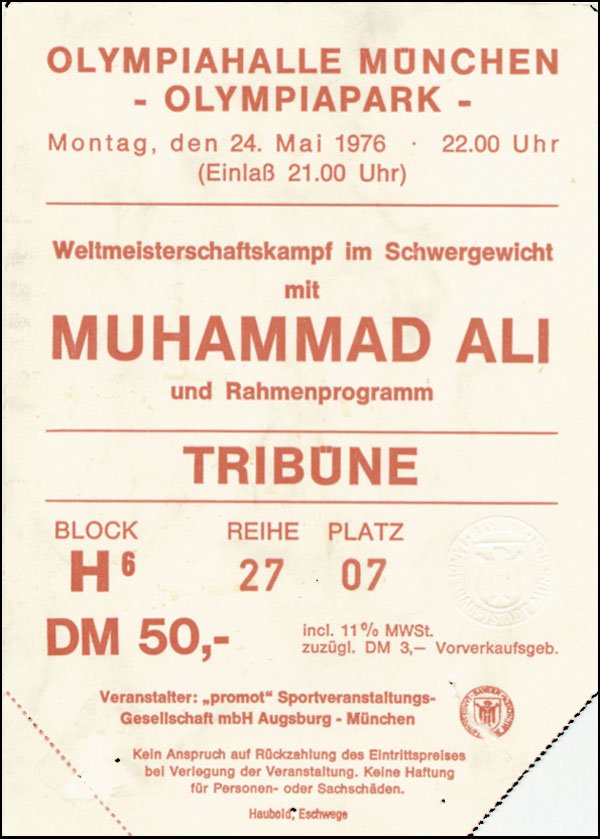 OLYMPIAHALLE MÜNCHEN
- OLYMPIAPARK -
Montag, den 24. Mai 1976 · 22.00 Uhr
(Einlaß 21.00 Uhr)
Weltmeisterschaftskampf im Schwergewicht
mit
MUHAMMAD ALI
und Rahmenprogramm
TRIBÜNE
BLOCK REIHE PLATZ
H 6 27 07
DM 50,- incl. 11% MWSt.
zuzügl. DM 3,— Vorverkaufsgeb.
Veranstalter: „promot“ Sportveranstaltungs-
Gesellschaft mbH Augsburg - München
Kein Anspruch auf Rückzahlung des Eintrittspreises
bei Verlegung der Veranstaltung. Keine Haftung
für Personen- oder Sachschäden.
Haubold, Eschwege